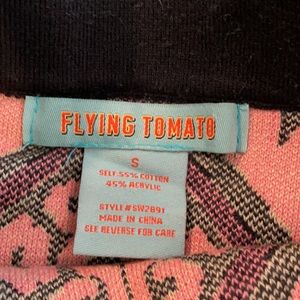 FLYING TOMATO
S
SELF 55% COTTON
45% ACRYLIC
STYLE#SW2891
MADE IN CHINA
SEE REVERSE FOR CARE